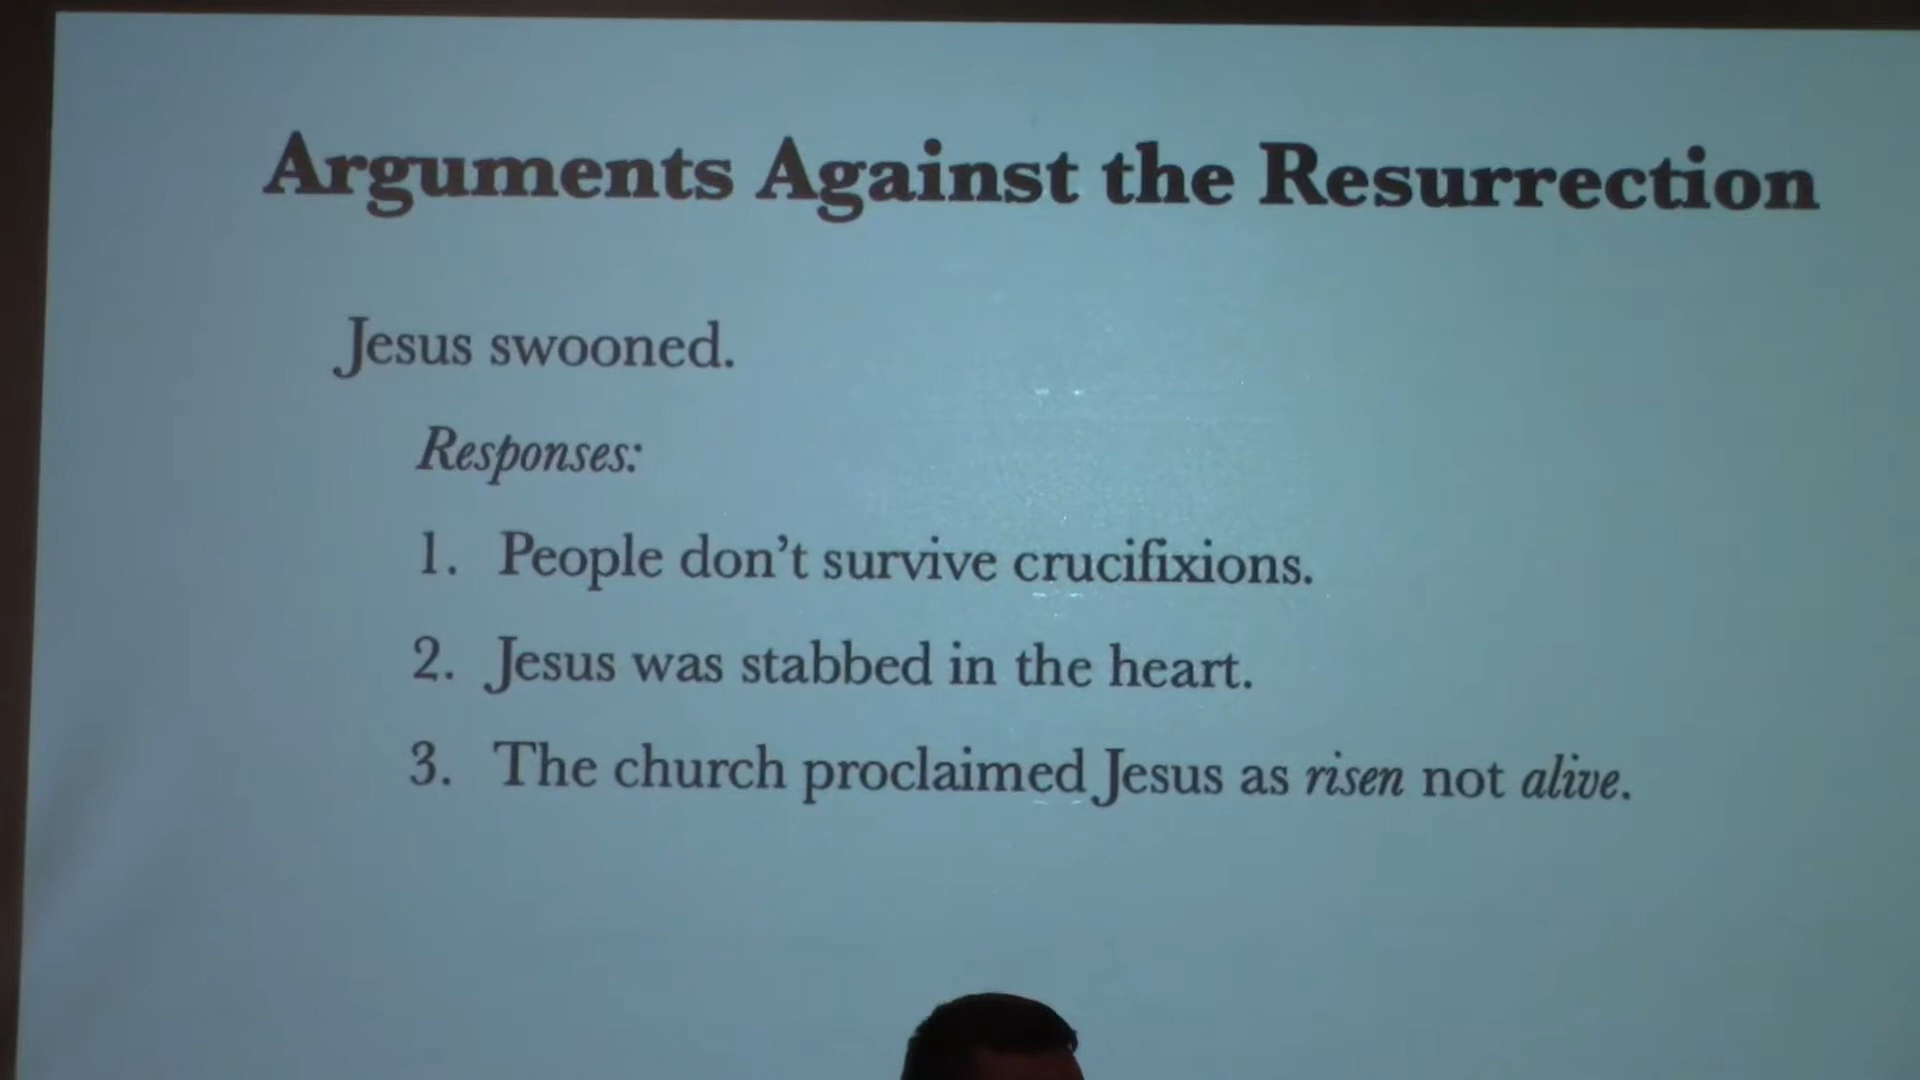 Arguments Against the Resurrection
Jesus swooned.
Responses:
1. People don’t survive crucifixions.
2. Jesus was stabbed in the heart.
3. The church proclaimed Jesus as risen not alive.